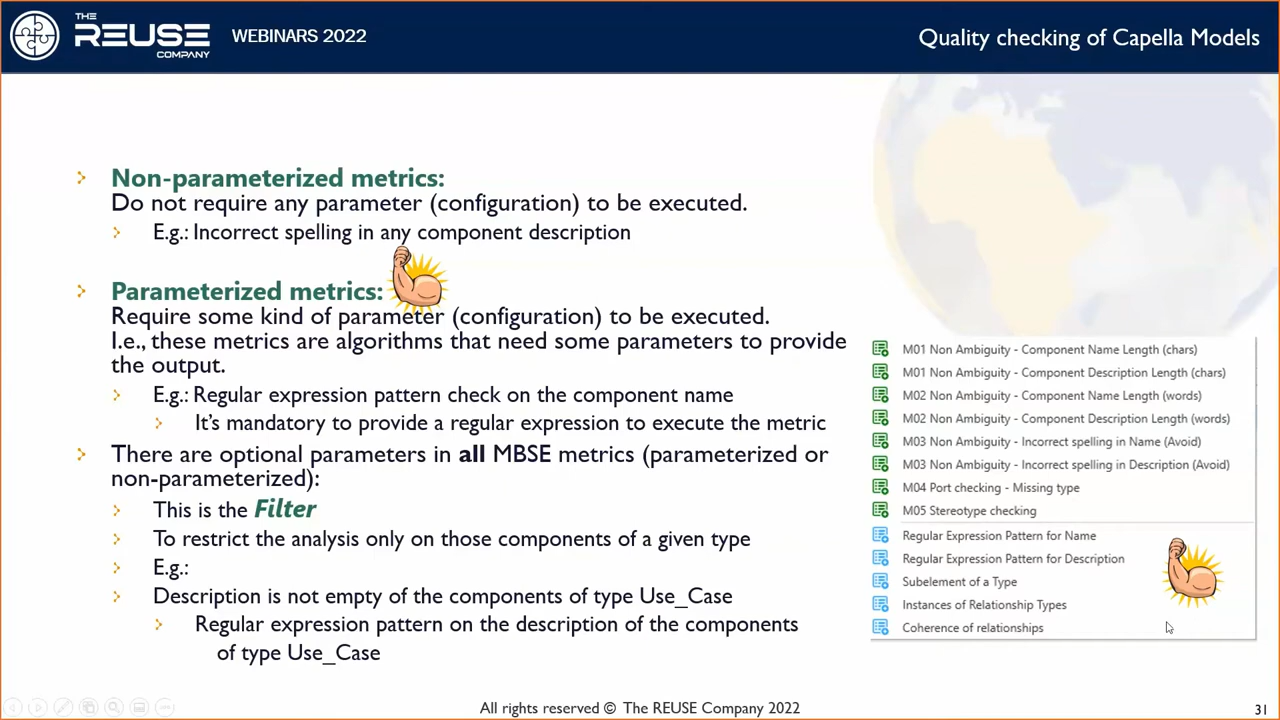 THE
REUSE
COMPANY
WEBINARS 2022
Quality checking of Capella Models
Non-parameterized metrics:
Do not require any parameter (configuration) to be executed.
E.g.: Incorrect spelling in any component description
Parameterized metrics:
Require some kind of parameter (configuration) to be executed.
I.e., these metrics are algorithms that need some parameters to provide
the output.
E.g.: Regular expression pattern check on the component name
It's mandatory to provide a regular expression to execute the metric
There are optional parameters in all MBSE metrics (parameterized or
non-parameterized):
This is the Filter
To restrict the analysis only on those components of a given type
E.g.:
Description is not empty of the components of type Use_Case
Regular expression pattern on the description of the components
of type Use_Case
M01 Non Ambiguity - Component Name Length (chars)
M01 Non Ambiguity - Component Description Length (chars)
M02 Non Ambiguity - Component Name Length (words)
M02 Non Ambiguity - Component Description Length (words)
M03 Non Ambiguity - Incorrect spelling in Name (Avoid)
M03 Non Ambiguity - Incorrect spelling in Description (Avoid)
M04 Port checking - Missing type
M05 Stereotype checking
Regular Expression Pattern for Name
Regular Expression Pattern for Description
Subelement of a Type
Instances of Relationship Types
Coherence of relationships
All rights reserved © The REUSE Company 2022
31